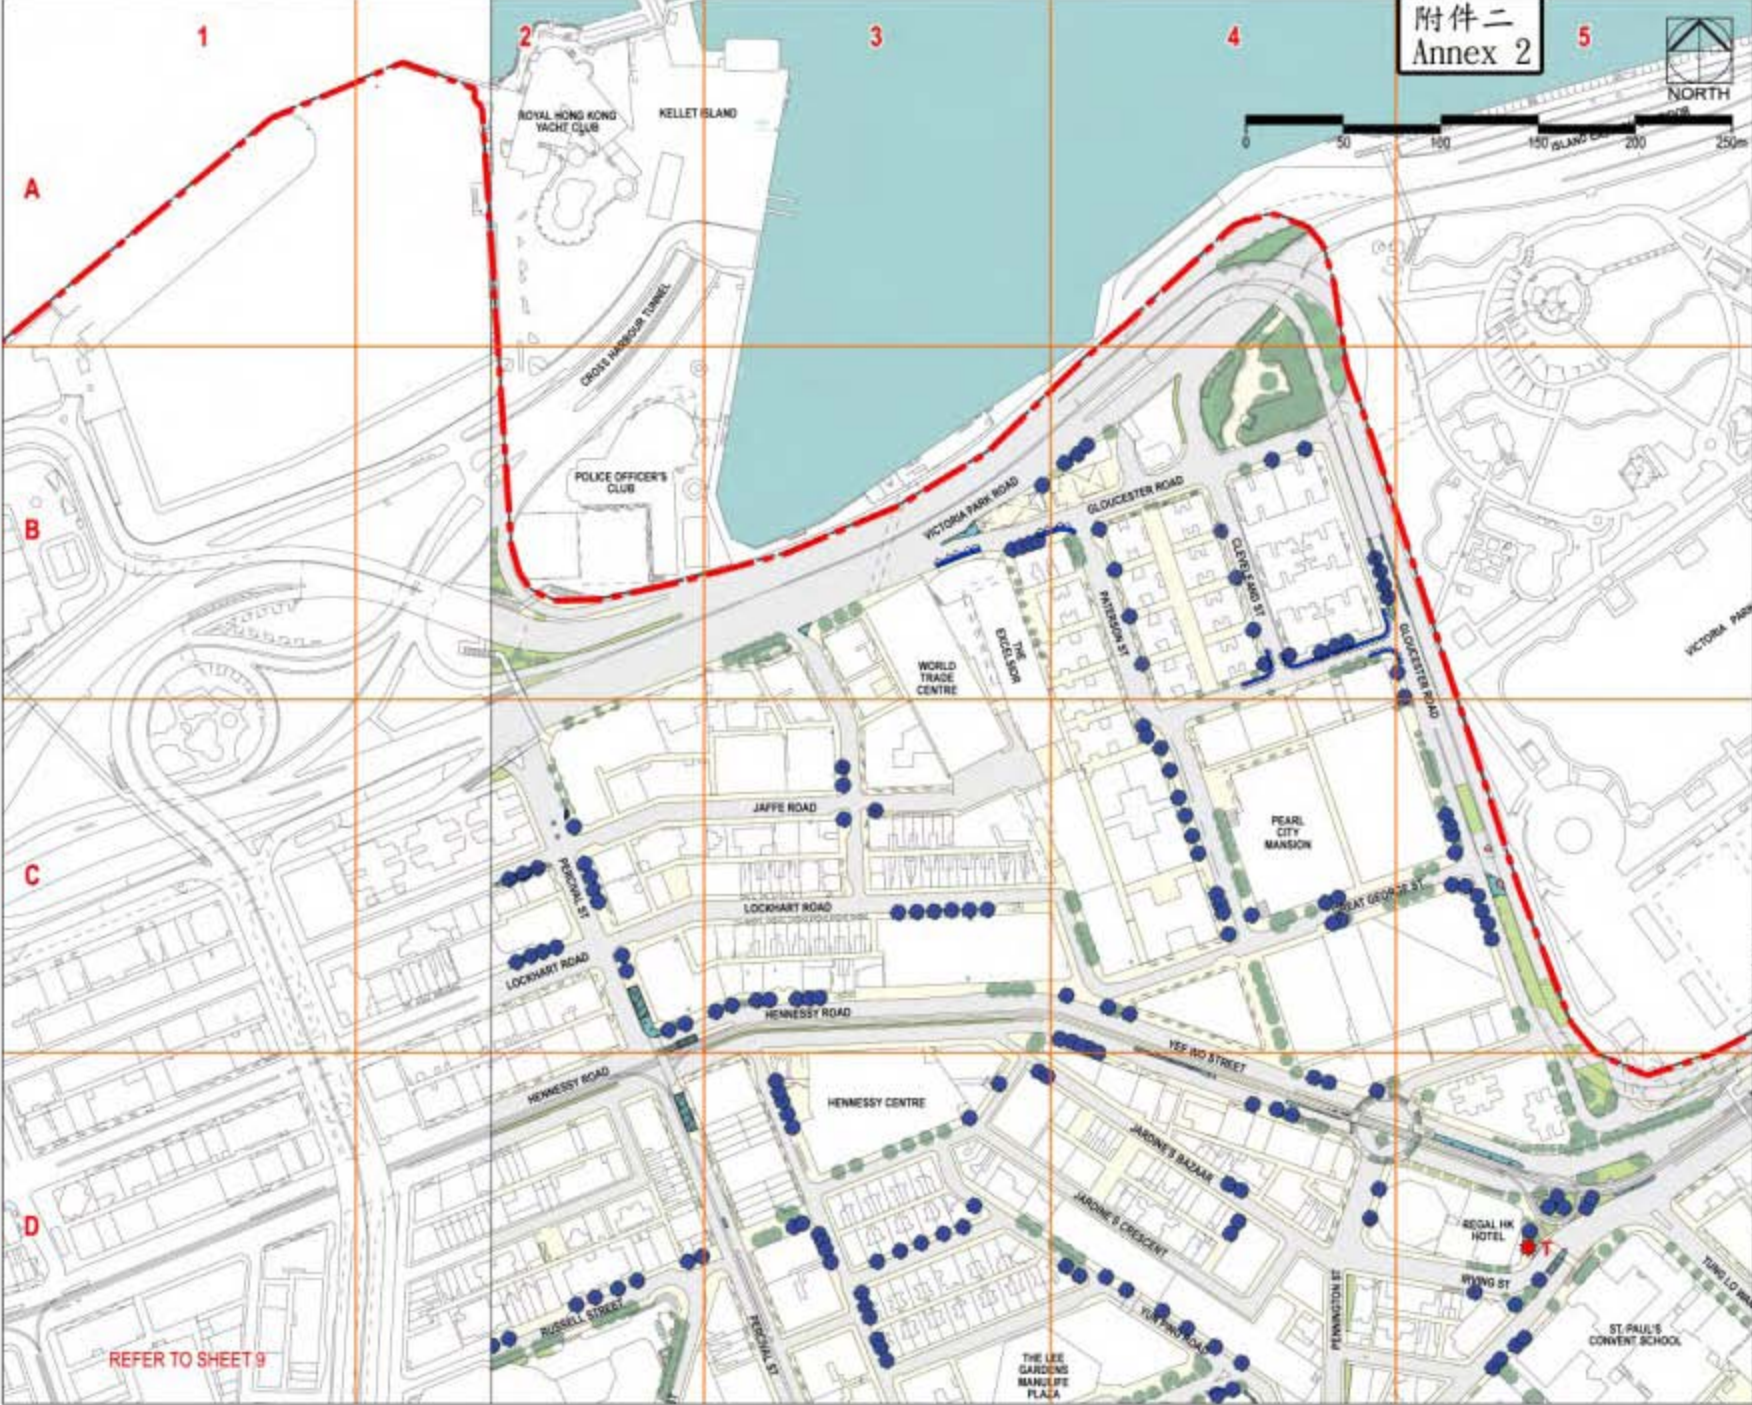 1
2
3
4
附件二
Annex 2
5
NORTH
0
50
100
150
200
250m
ROYAL HONG KONG
YACHT CLUB
KELLET ISLAND
A
CROSS HARBOUR TUNNEL
POLICE OFFICER'S
CLUB
B
VICTORIA PARK ROAD
GLOUCESTER ROAD
CLEVELAND ST
PATERSON ST
THE
EXCELSIOR
WORLD
TRADE
CENTRE
GLOUCESTER ROAD
VICTORIA PARK
JAFFE ROAD
PEARL
CITY
MANSION
C
PERCIVAL ST
LOCKHART ROAD
GREAT GEORGE ST
LOCKHART ROAD
HENNESSY ROAD
YEE WO STREET
HENNESSY ROAD
HENNESSY CENTRE
JARDINE'S BAZAAR
JARDINE'S CRESCENT
D
REGAL HK
HOTEL
T
IRVING ST
TUNG LO WAN
RUSSELL STREET
PERCIVAL ST
YUN PING ROAD
PENNINGTON ST
ST. PAUL'S
CONVENT SCHOOL
REFER TO SHEET 9
THE LEE
GARDENS
MANULIFE
PLAZA